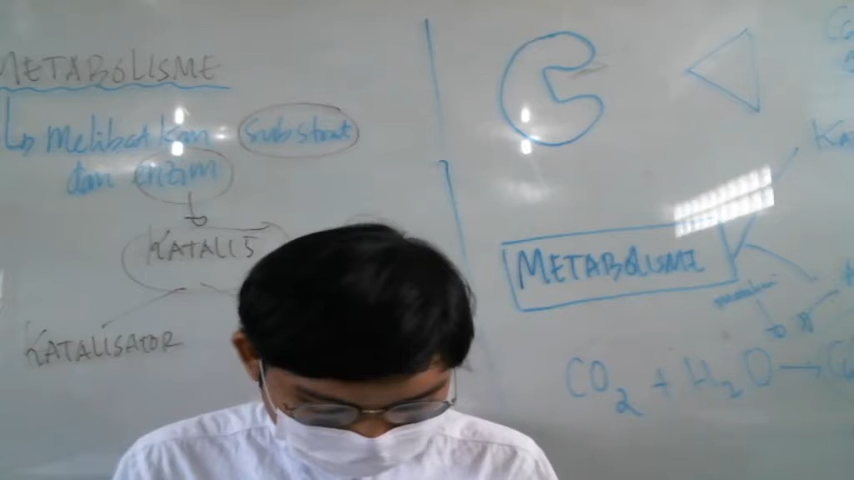 METABOLISME
Melibatkan substrat
dan enzim
KATALIS
KATALISATOR
METABOLISME
CO2 + H2O →